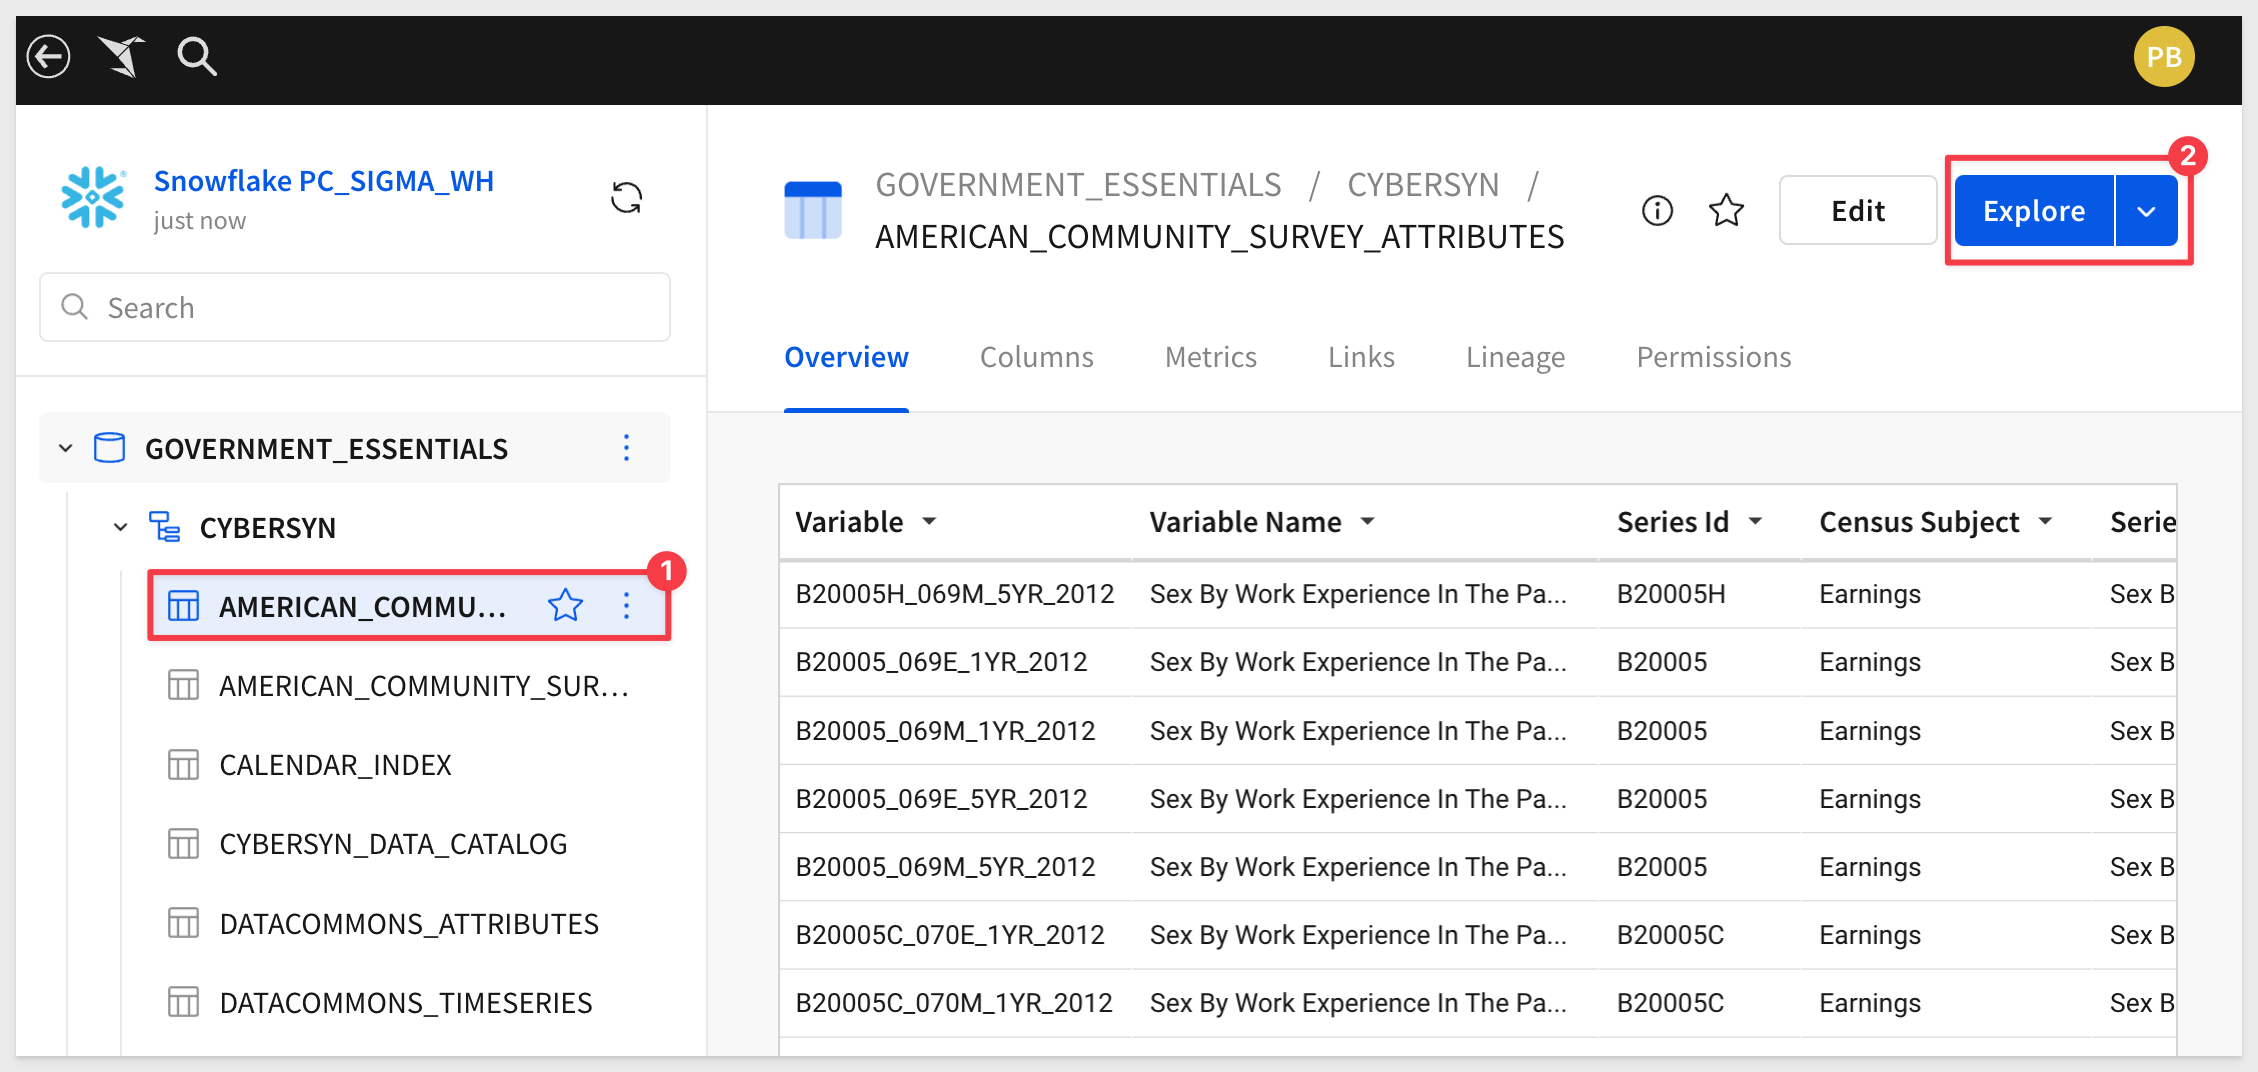 PB
Snowflake PC_SIGMA_WH
just now
Search
GOVERNMENT_ESSENTIALS
CYBERSYN
1
AMERICAN_COMMU...
AMERICAN_COMMUNITY_SUR...
CALENDAR_INDEX
CYBERSYN_DATA_CATALOG
DATACOMMONS_ATTRIBUTES
DATACOMMONS_TIMESERIES
GOVERNMENT_ESSENTIALS / CYBERSYN /
AMERICAN_COMMUNITY_SURVEY_ATTRIBUTES
Edit
Explore
2
Overview Columns Metrics Links Lineage Permissions
Variable Variable Name Series Id Census Subject Serie
B20005H_069M_5YR_2012 Sex By Work Experience In The Pa... B20005H Earnings Sex B
B20005_069E_1YR_2012 Sex By Work Experience In The Pa... B20005 Earnings Sex B
B20005_069M_1YR_2012 Sex By Work Experience In The Pa... B20005 Earnings Sex B
B20005_069E_5YR_2012 Sex By Work Experience In The Pa... B20005 Earnings Sex B
B20005_069M_5YR_2012 Sex By Work Experience In The Pa... B20005 Earnings Sex B
B20005C_070E_1YR_2012 Sex By Work Experience In The Pa... B20005C Earnings Sex B
B20005C_070M_1YR_2012 Sex By Work Experience In The Pa... B20005C Earnings Sex B